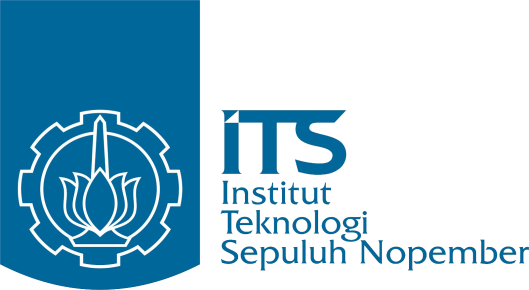 iTS
Institut
Teknologi
Sepuluh Nopember